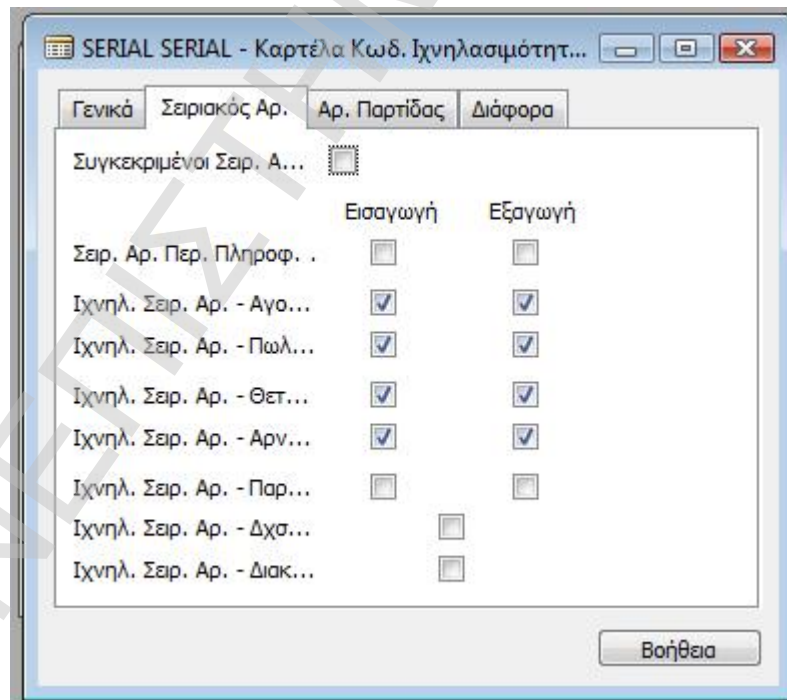 SERIAL SERIAL - Καρτέλα Κωδ. Ιχνηλασιμότητ...
Γενικά Σειριακός Αρ. Αρ. Παρτίδας Διάφορα
Συγκεκριμένοι Σειρ. Α...
Εισαγωγή Εξαγωγή
Σειρ. Αρ. Περ. Πληροφ. .
Ιχνηλ. Σειρ. Αρ. - Αγο...
Ιχνηλ. Σειρ. Αρ. - Πωλ...
Ιχνηλ. Σειρ. Αρ. - Θετ...
Ιχνηλ. Σειρ. Αρ. - Αρν...
Ιχνηλ. Σειρ. Αρ. - Παρ...
Ιχνηλ. Σειρ. Αρ. - Δχσ...
Ιχνηλ. Σειρ. Αρ. - Διακ...
Βοήθεια